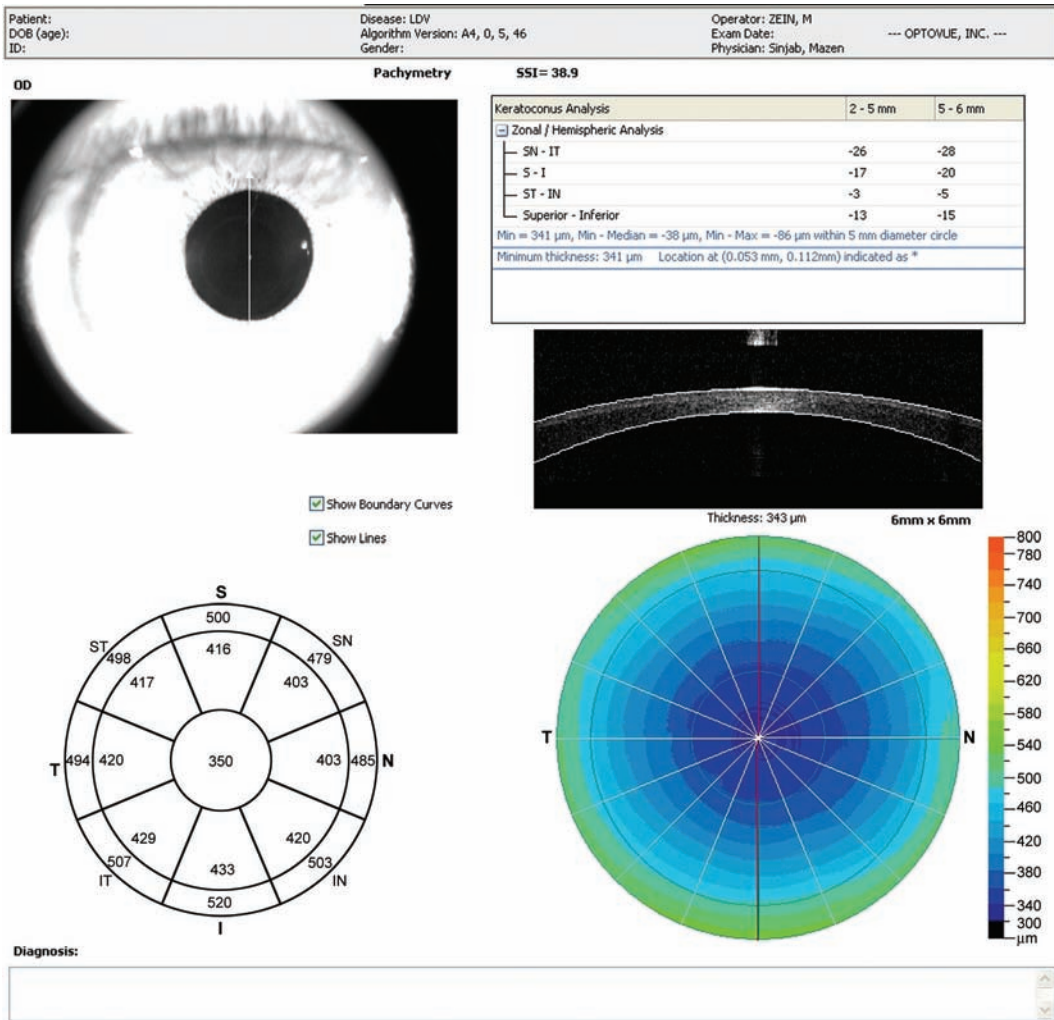 Patient: Disease: LDV Operator: ZEIN, M
DOB (age): Algorithm Version: A4, 0, 5, 46 Exam Date: --- OPTOVUE, INC. ---
ID: Gender: Physician: Sinjab, Mazen
Pachymetry SSI= 38.9
OD
Keratoconus Analysis 2 - 5 mm 5 - 6 mm
Zonal / Hemispheric Analysis
SN - IT -26 -28
S - I -17 -20
ST - IN -3 -5
Superior - Inferior -13 -15
Min = 341 µm, Min - Median = -38 µm, Min - Max = -86 µm within 5 mm diameter circle
Minimum thickness: 341 µm Location at (0.053 mm, 0.112mm) indicated as *
Show Boundary Curves
Show Lines
Thickness: 343 µm 6mm x 6mm
S
500
ST SN
498 416 479
417 403
T 494 420 350 403 485 N
429 420
507 433 503
IT IN
520
I
T N
800
780
740
700
660
620
580
540
500
460
420
380
340
300
µm
Diagnosis: